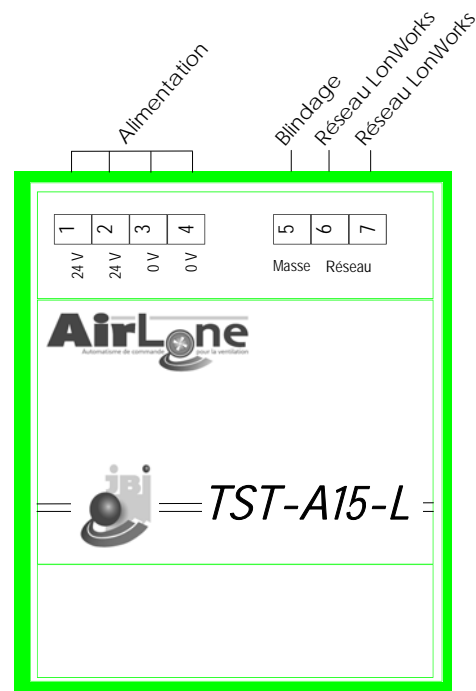 Alimentation
Blindage
Réseau LonWorks
Réseau LonWorks
1 2 3 4
5 6 7
24 V 24 V 0 V 0 V
Masse Réseau
AirLone
Automatisme de commande pour la ventilation
jBj
TST-A15-L